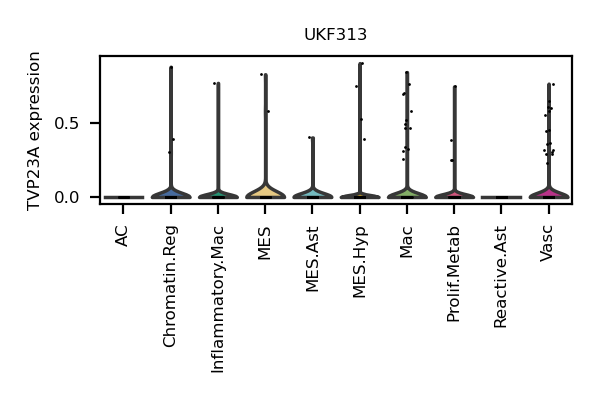 UKF313
TVP23A expression
0.5
0.0
AC
Chromatin.Reg
Inflammatory.Mac
MES
MES.Ast
MES.Hyp
Mac
Prolif.Metab
Reactive.Ast
Vasc